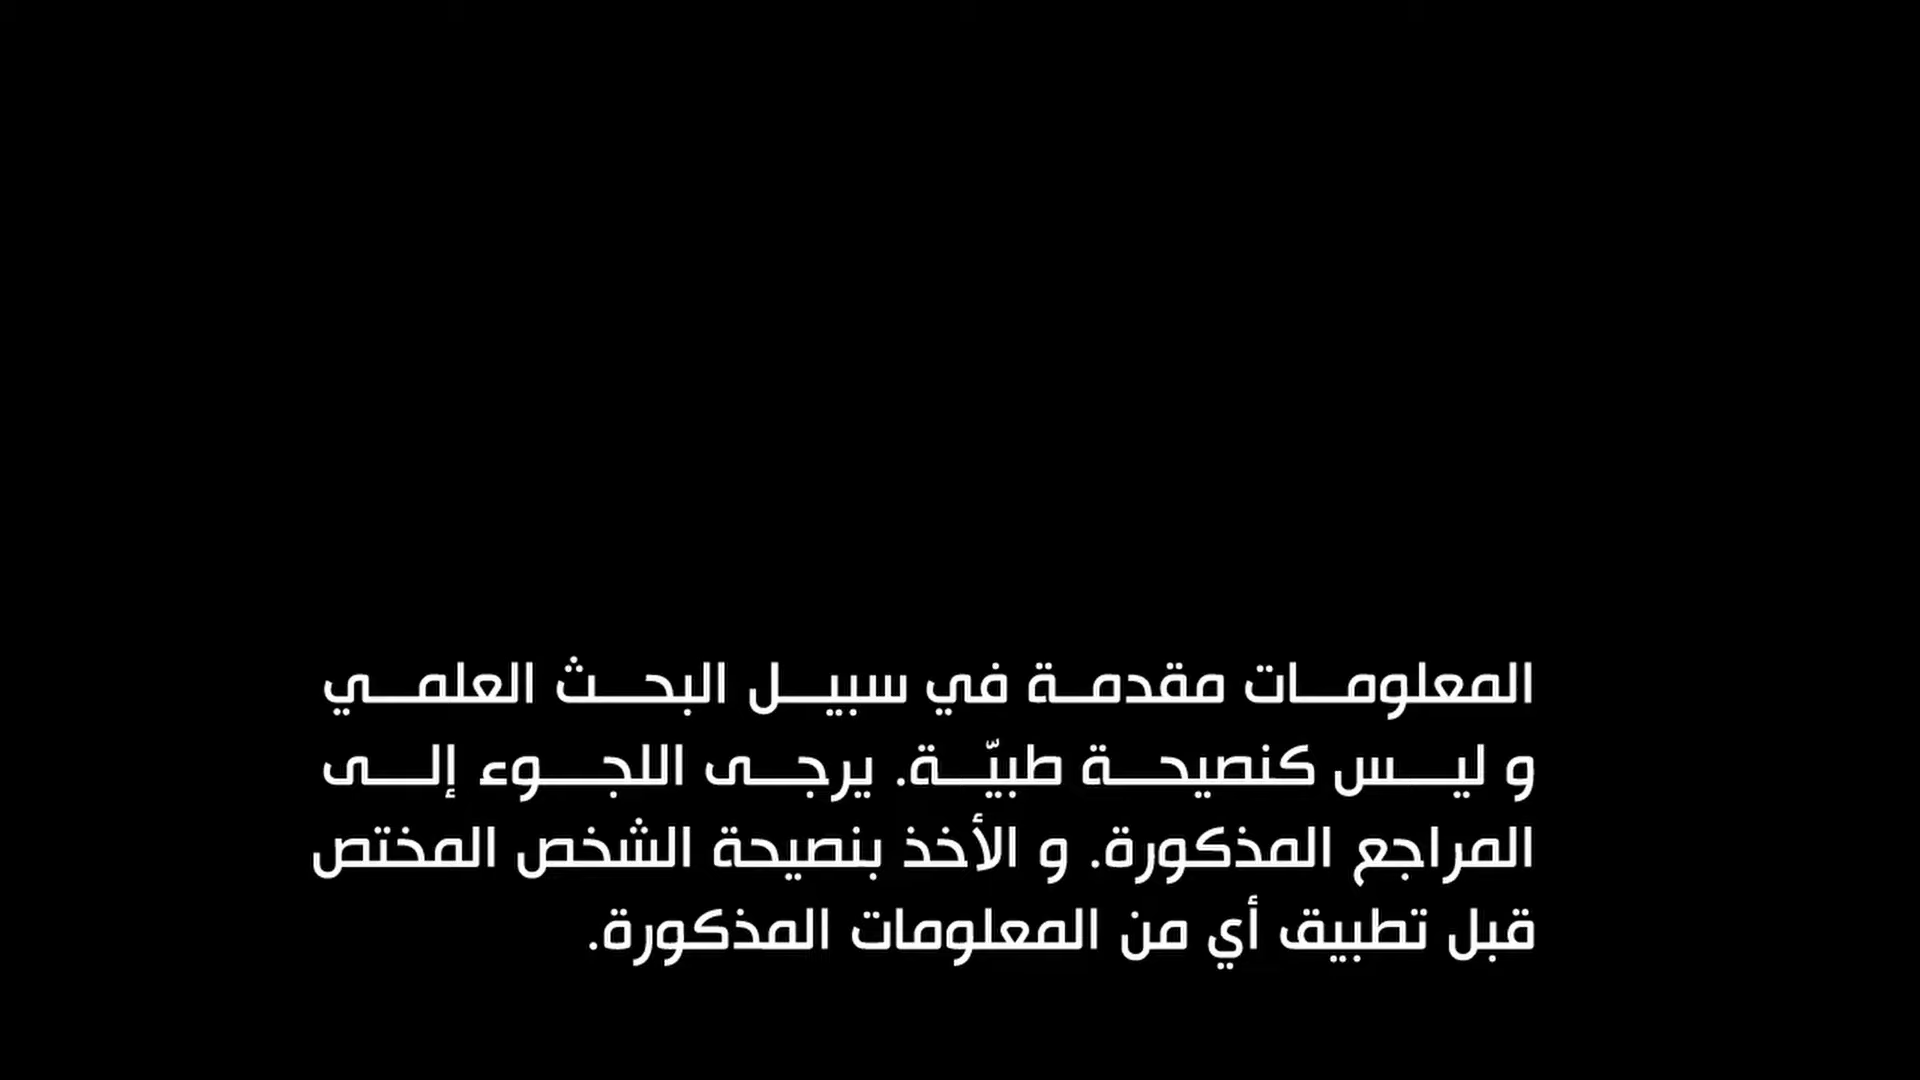 المعلومات مقدمة في سبيل البحث العلمي
و ليس كنصيحة طبيّة. يرجى اللجوء إلى
المراجع المذكورة. و الأخذ بنصيحة الشخص المختص
قبل تطبيق أي من المعلومات المذكورة.